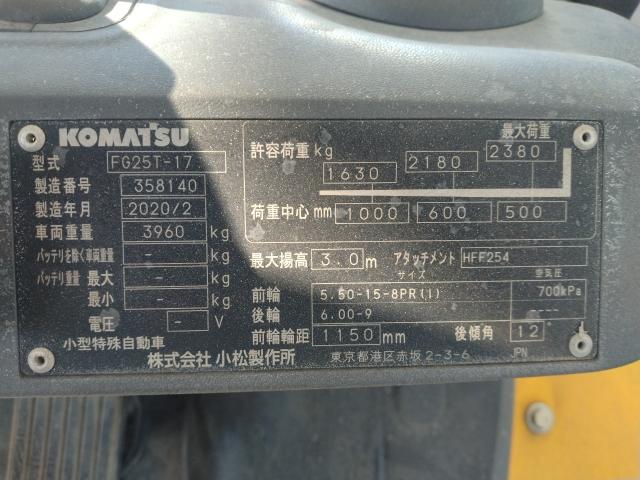 KOMATSU
型式 FG25T-17
製造番号 358140
製造年月 2020/2
車両重量 3960 kg
バッテリを除く車両重量 - kg
バッテリ重量 最大 - kg
最小 - kg
電圧 - V
小型特殊自動車
最大荷重
許容荷重 kg 1630 2180 2380
荷重中心 mm 1000 600 500
最大揚高 3.0 m アタッチメント HFF254
サイズ 空気圧
前輪 5.50-15-8PR(1) 700kPa
後輪 6.00-9 ----
前輪輪距 1150 mm 後傾角 12°
株式会社 小松製作所 東京都港区赤坂2-3-6 JPN